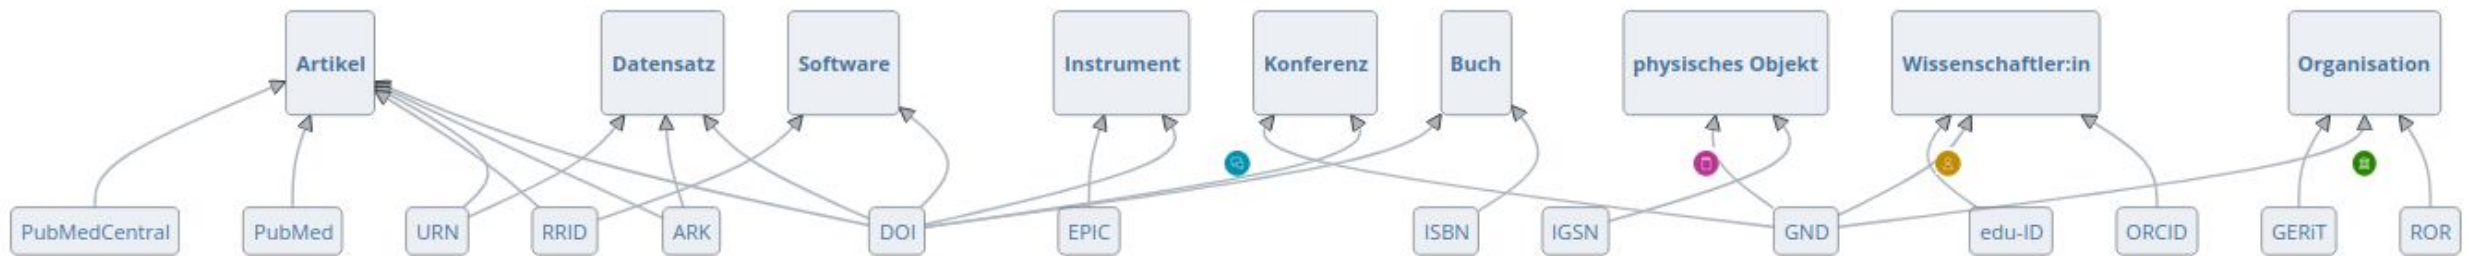 Artikel
Datensatz
Software
Instrument
Konferenz
Buch
physisches Objekt
Wissenschaftler:in
Organisation
PubMedCentral
PubMed
URN
RRID
ARK
DOI
EPIC
ISBN
IGSN
GND
edu-ID
ORCID
GERiT
ROR